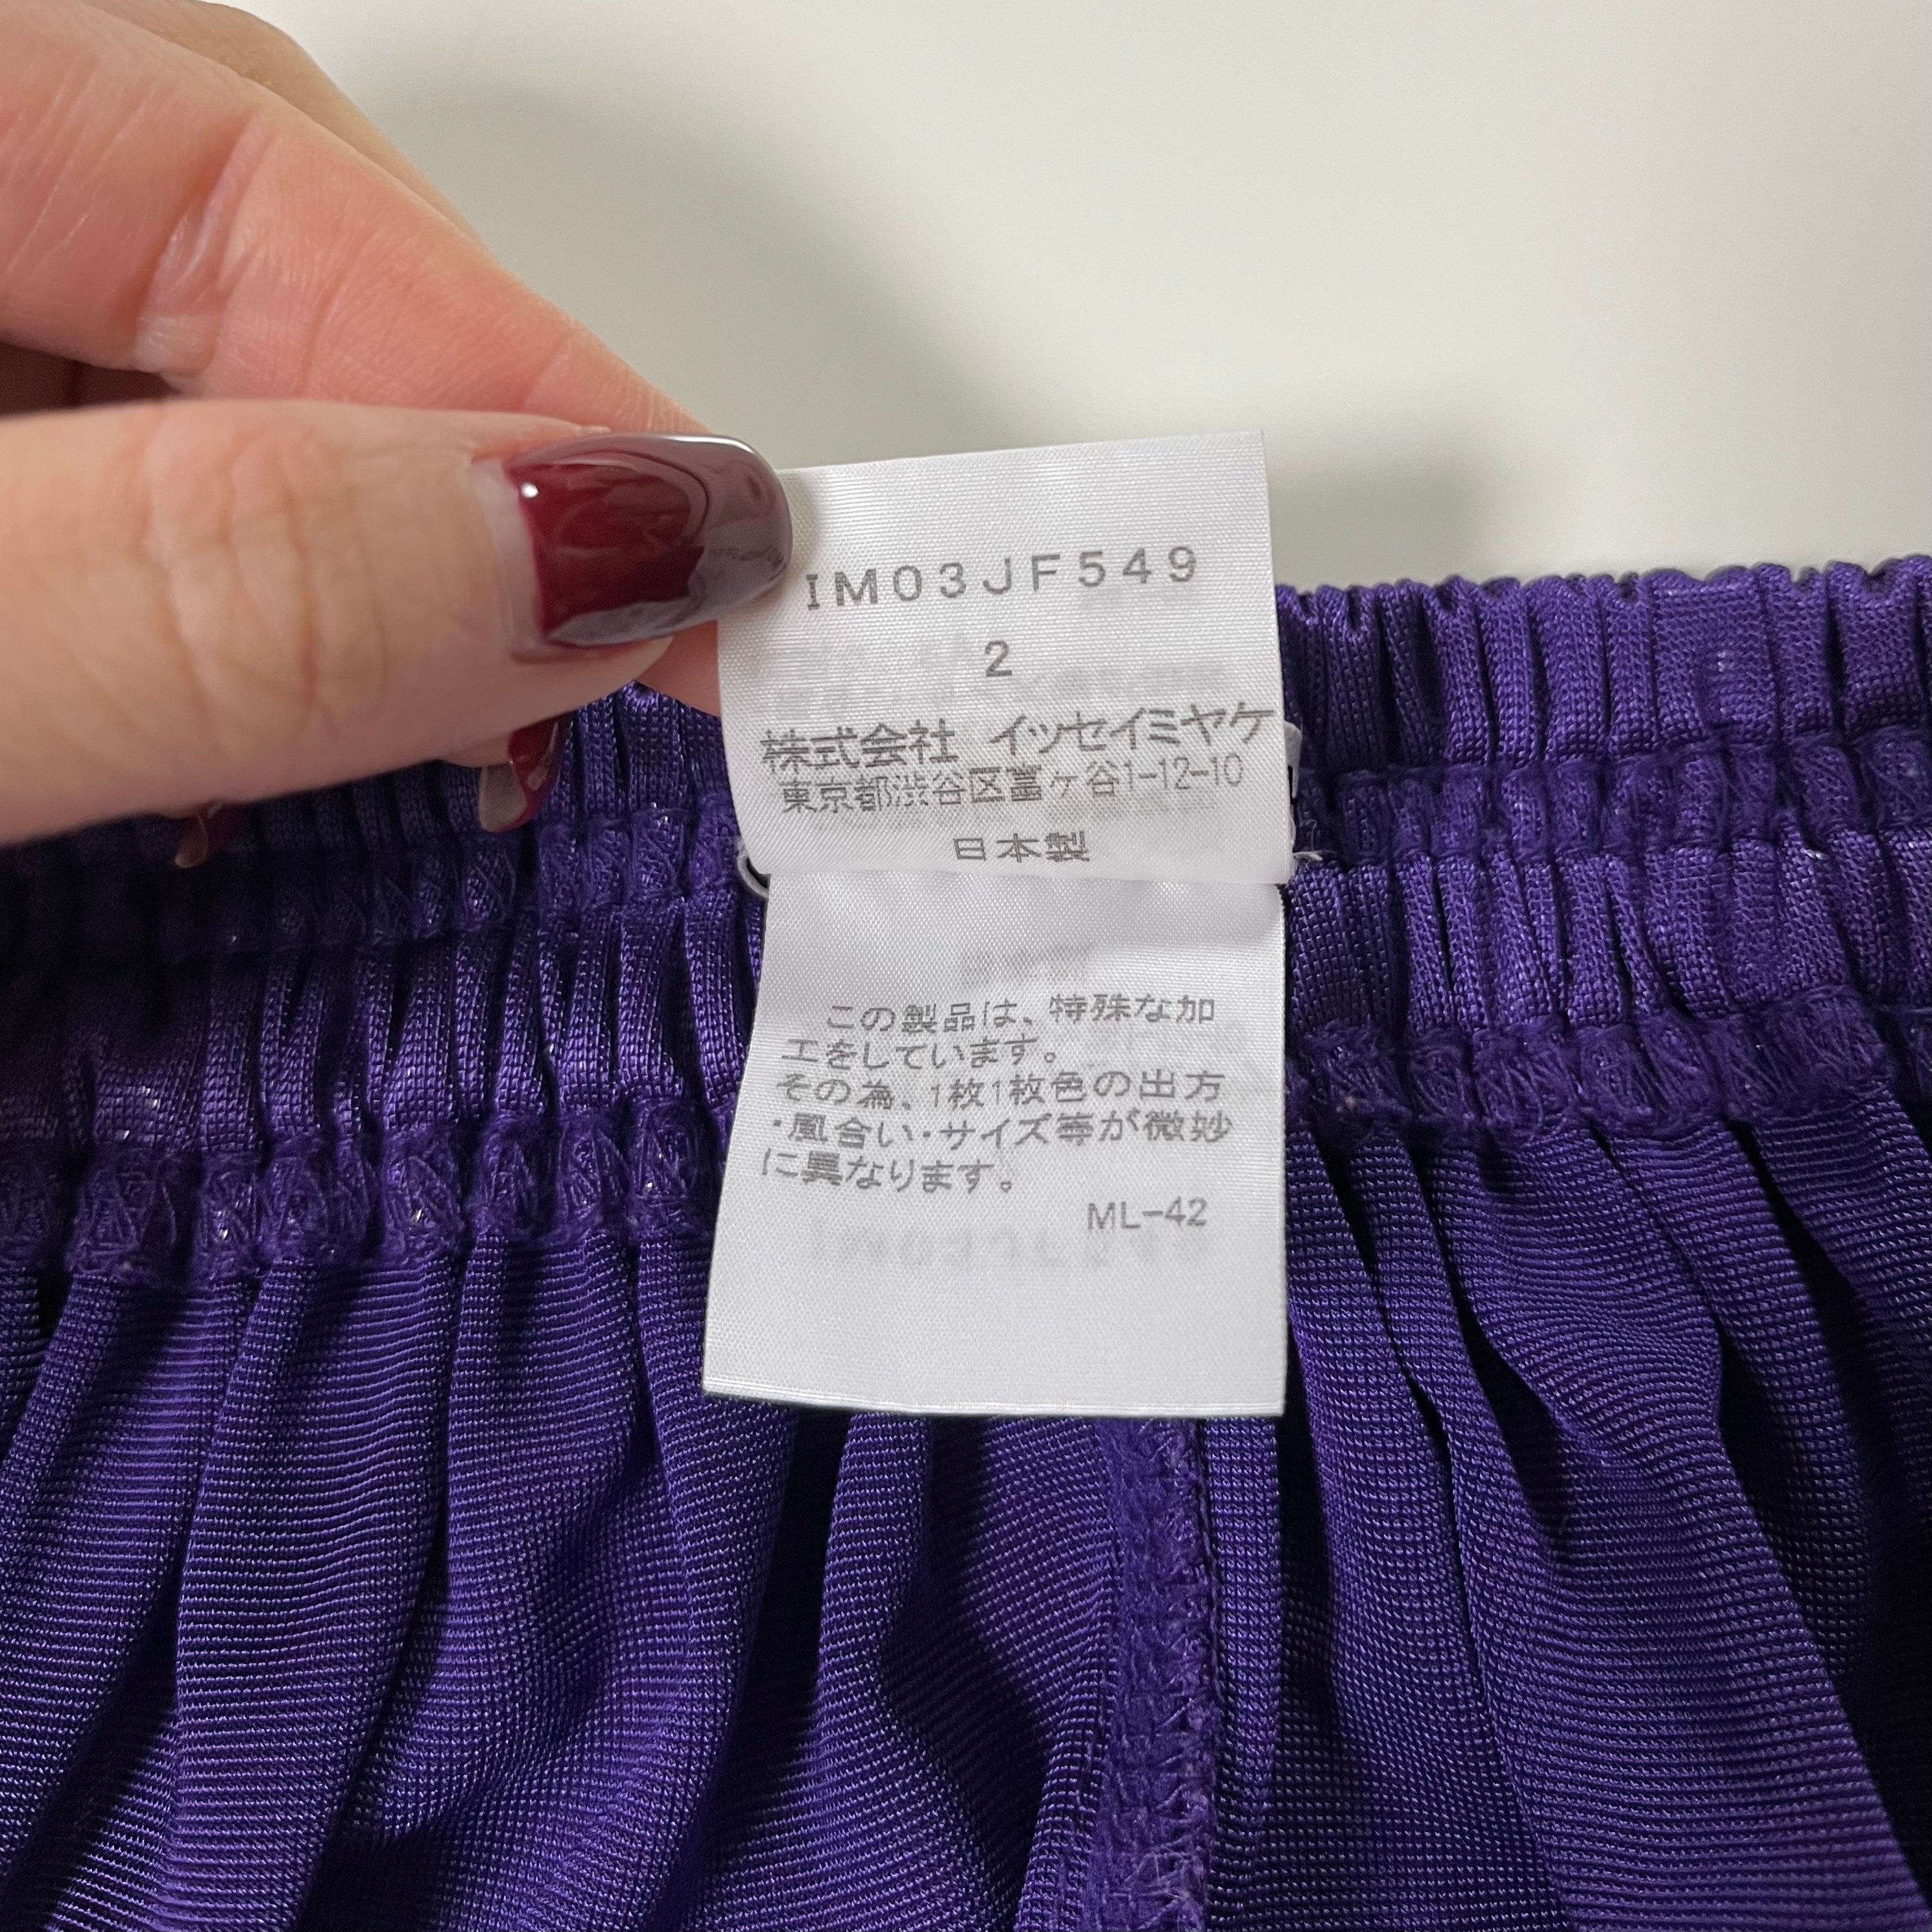 IM03JF549
2
株式会社 イッセイミヤケ
東京都渋谷区富ヶ谷1-12-10
日本製
この製品は、特殊な加
工をしています。
その為、1枚1枚色の出方
・風合い・サイズ等が微妙
に異なります。
ML-42